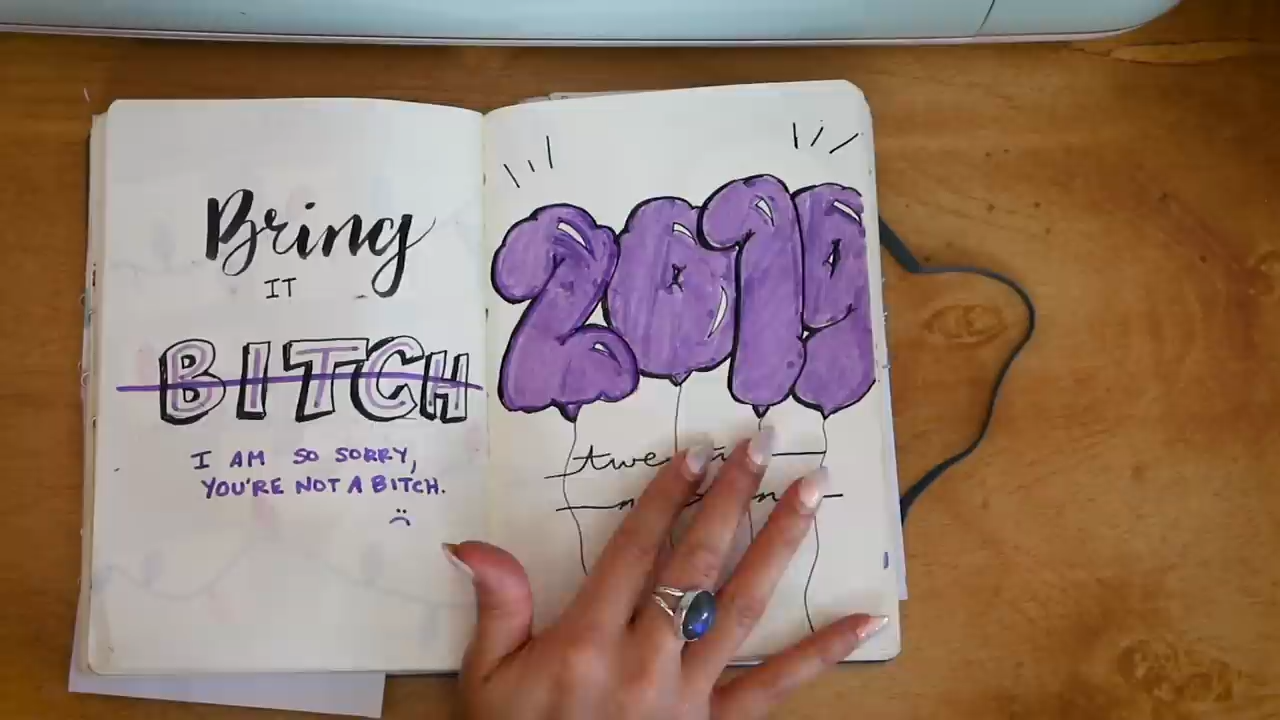 Bring
IT
BITCH
I AM SO SORRY,
YOU'RE NOT A BITCH.
2019